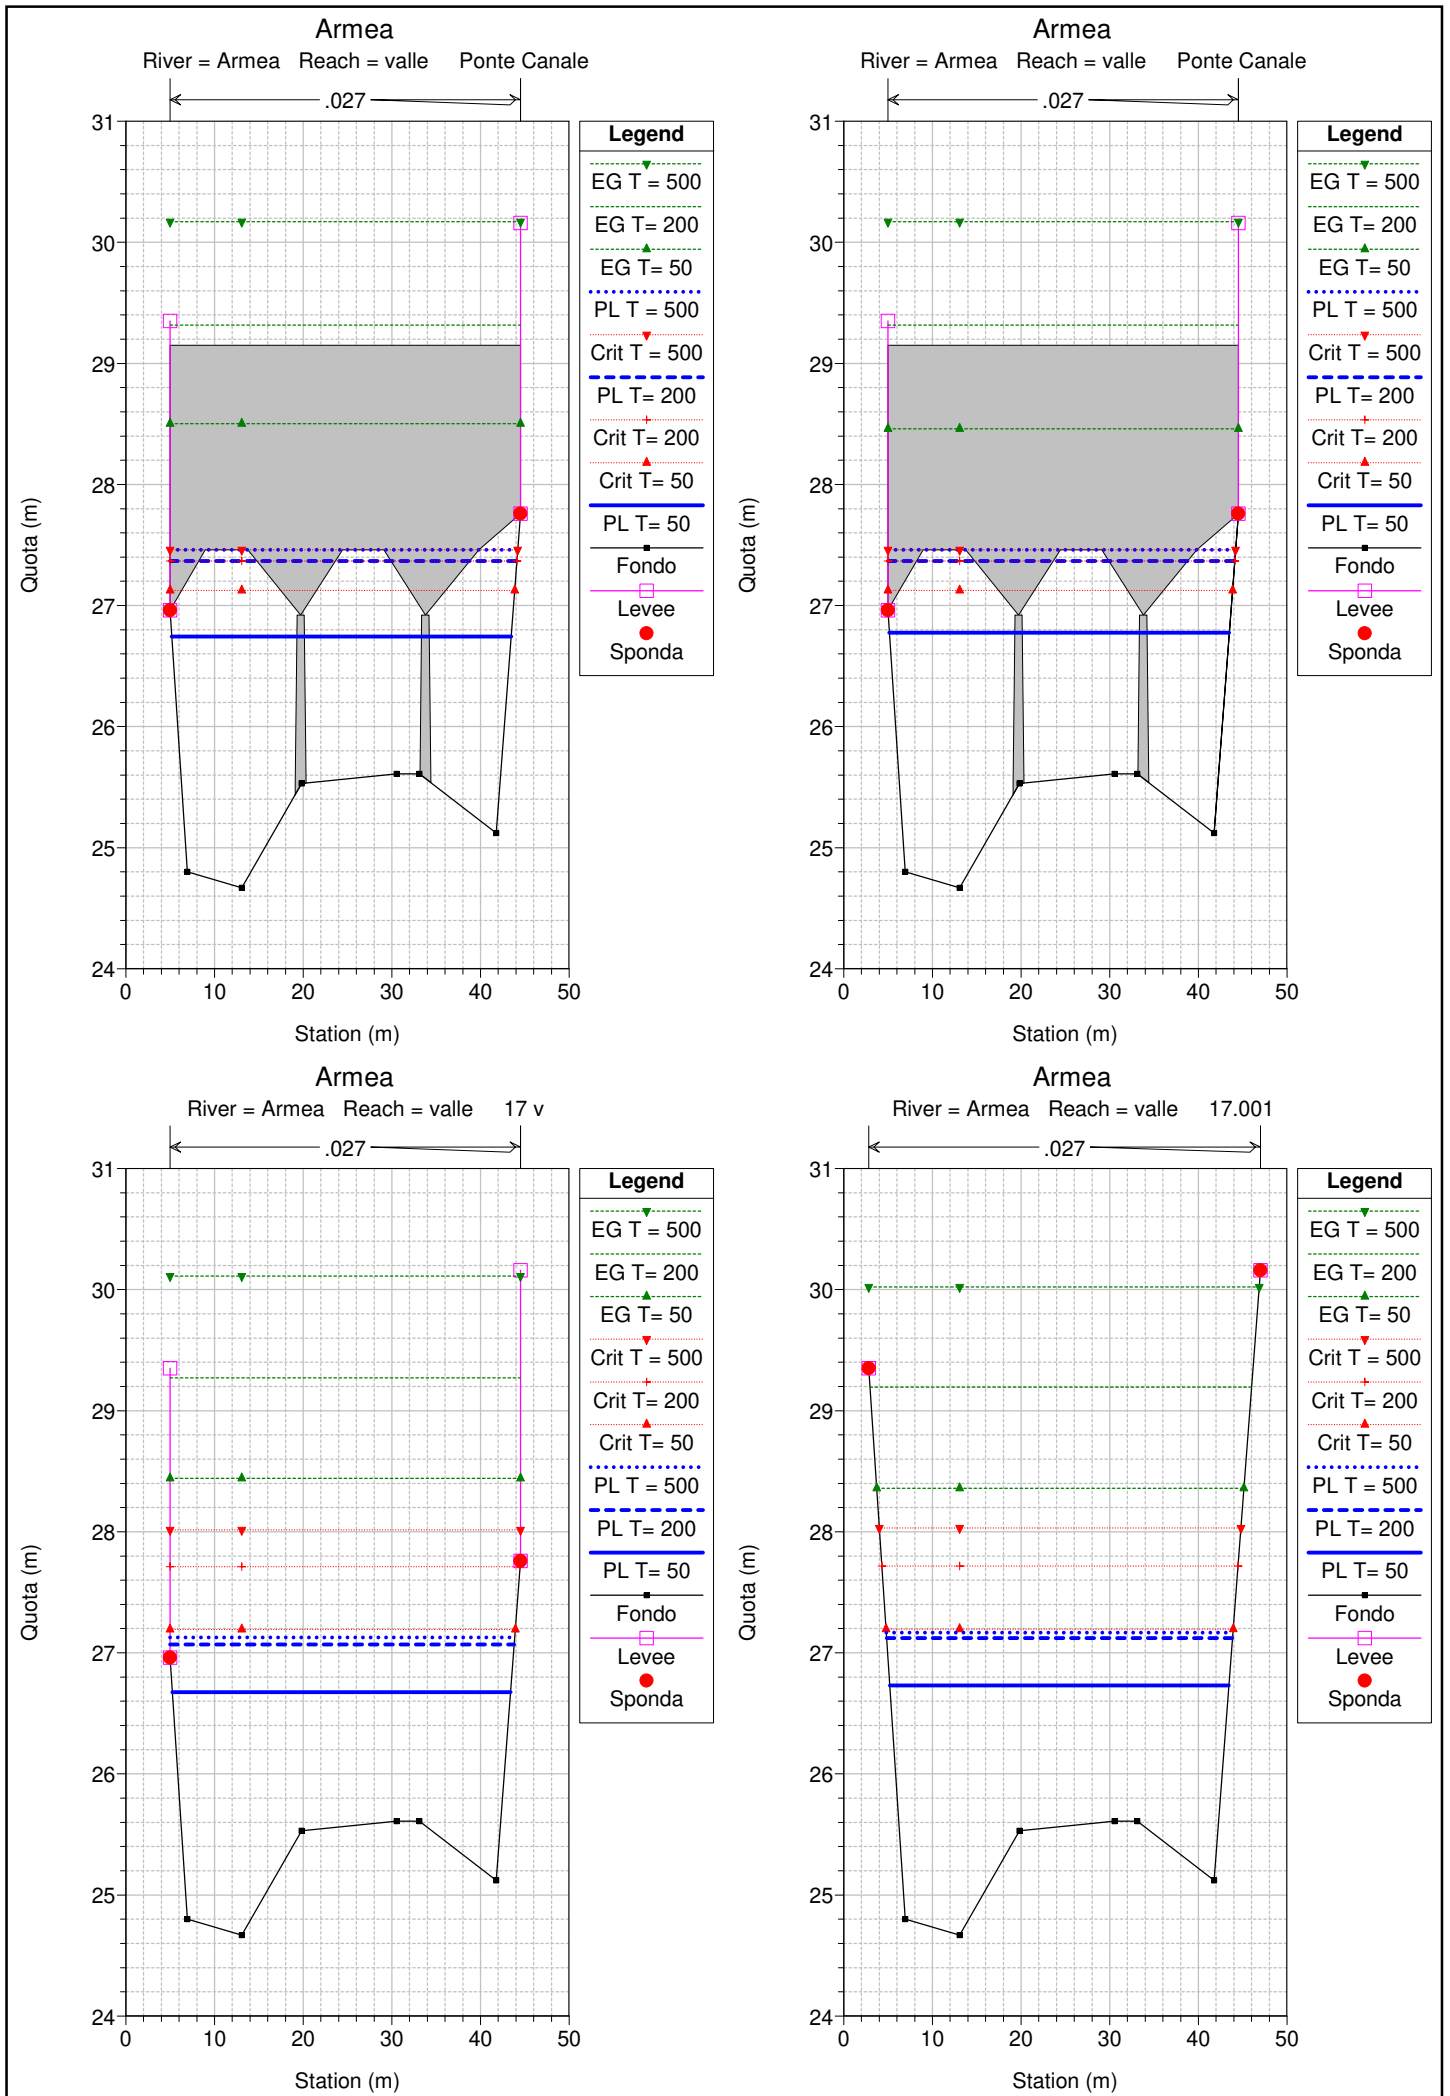 Armea
River = Armea Reach = valle Ponte Canale
.027
31
30
29
28
27
26
25
24
0 10 20 30 40 50
Quota (m)
Station (m)
Legend
EG T = 500
EG T= 200
EG T= 50
PL T = 500
Crit T = 500
PL T= 200
Crit T= 200
Crit T= 50
PL T= 50
Fondo
Levee
Sponda
Armea
River = Armea Reach = valle Ponte Canale
.027
31
30
29
28
27
26
25
24
0 10 20 30 40 50
Quota (m)
Station (m)
Legend
EG T = 500
EG T= 200
EG T= 50
PL T = 500
Crit T = 500
PL T= 200
Crit T= 200
Crit T= 50
PL T= 50
Fondo
Levee
Sponda
Armea
River = Armea Reach = valle 17 v
.027
31
30
29
28
27
26
25
24
0 10 20 30 40 50
Quota (m)
Station (m)
Legend
EG T = 500
EG T= 200
EG T= 50
Crit T = 500
Crit T= 200
Crit T= 50
PL T = 500
PL T= 200
PL T= 50
Fondo
Levee
Sponda
Armea
River = Armea Reach = valle 17.001
.027
31
30
29
28
27
26
25
24
0 10 20 30 40 50
Quota (m)
Station (m)
Legend
EG T = 500
EG T= 200
EG T= 50
Crit T = 500
Crit T= 200
Crit T= 50
PL T = 500
PL T= 200
PL T= 50
Fondo
Levee
Sponda